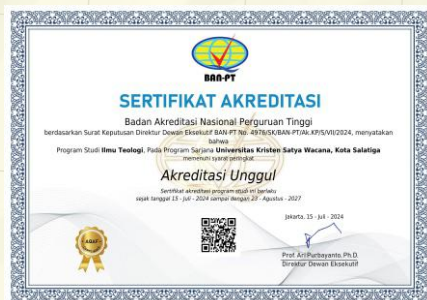 BAN-PT
SERTIFIKAT AKREDITASI
Badan Akreditasi Nasional Perguruan Tinggi
berdasarkan Surat Keputusan Direktur Dewan Eksekutif BAN-PT No. 4978/SK/BAN-PT/Ak.KP/S/VII/2024, menyatakan
bahwa
Program Studi Ilmu Teologi, Pada Program Sarjana Universitas Kristen Satya Wacana, Kota Salatiga
memenuhi syarat peringkat
Akreditasi Unggul
Sertifikat akreditasi program studi ini berlaku
sejak tanggal 15 - Juli - 2024 sampai dengan 23 - Agustus - 2027
Jakarta, 15 - Juli - 2024
Prof. Ari Purbayanto, Ph.D.
Direktur Dewan Eksekutif